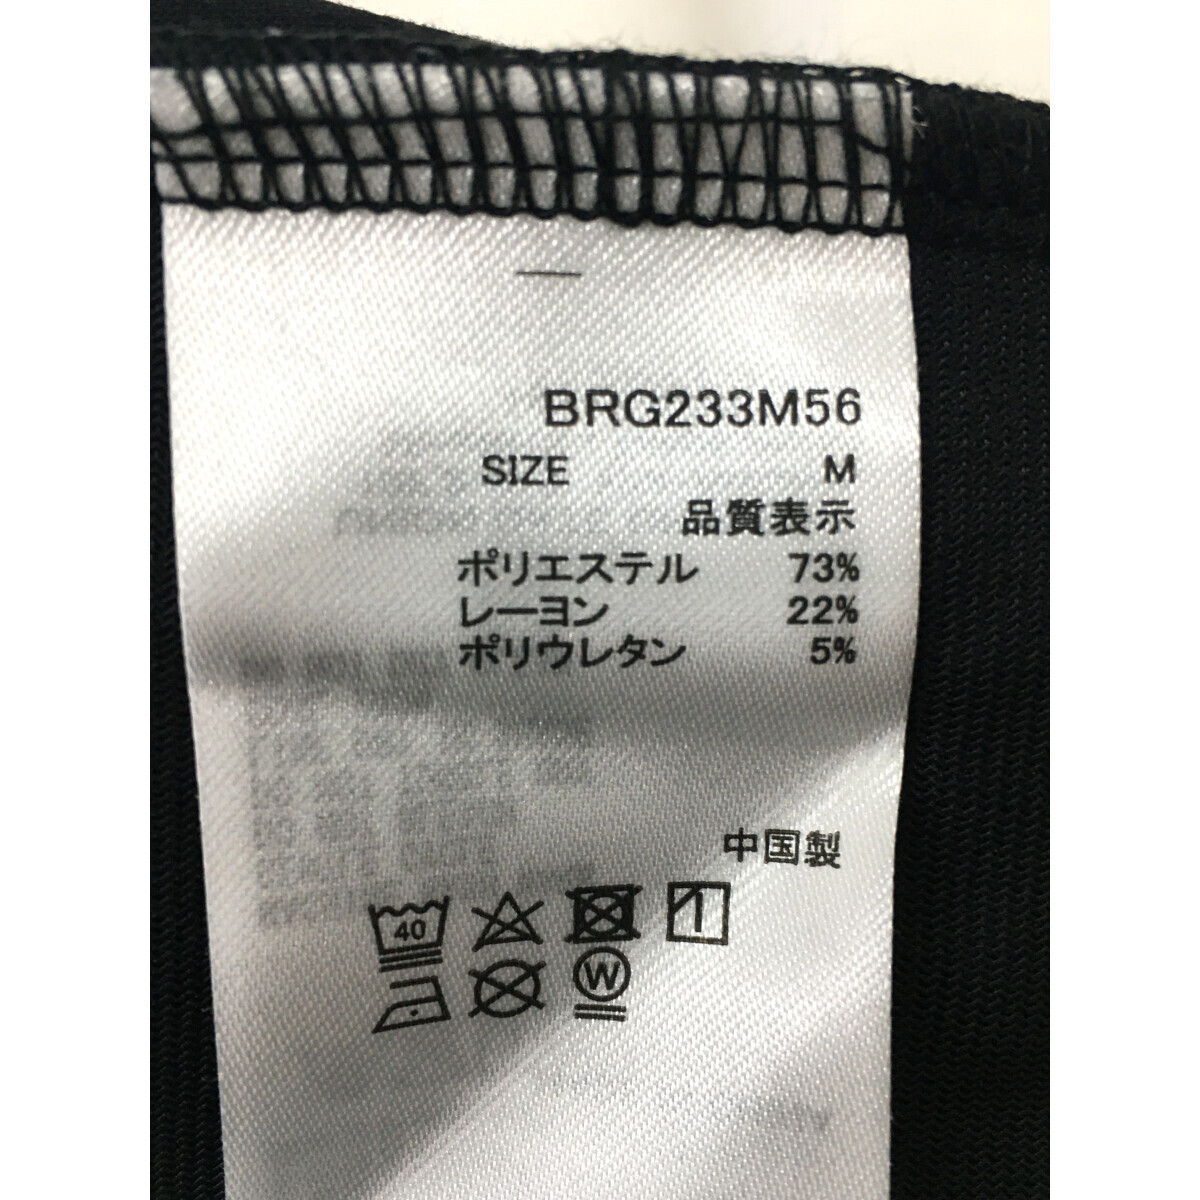 BRG233M56
SIZE M
品質表示
ポリエステル 73%
レーヨン 22%
ポリウレタン 5%
中国製
40
W